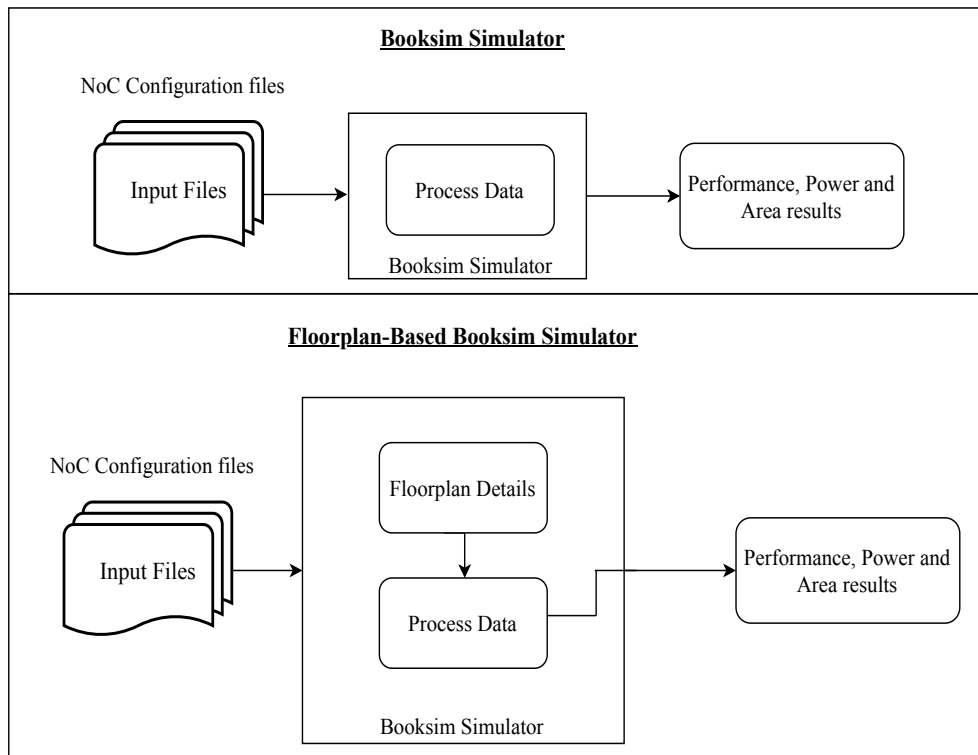 Booksim Simulator
NoC Configuration files
Input Files
Process Data
Booksim Simulator
Performance, Power and
Area results
Floorplan-Based Booksim Simulator
NoC Configuration files
Input Files
Floorplan Details
Process Data
Booksim Simulator
Performance, Power and
Area results